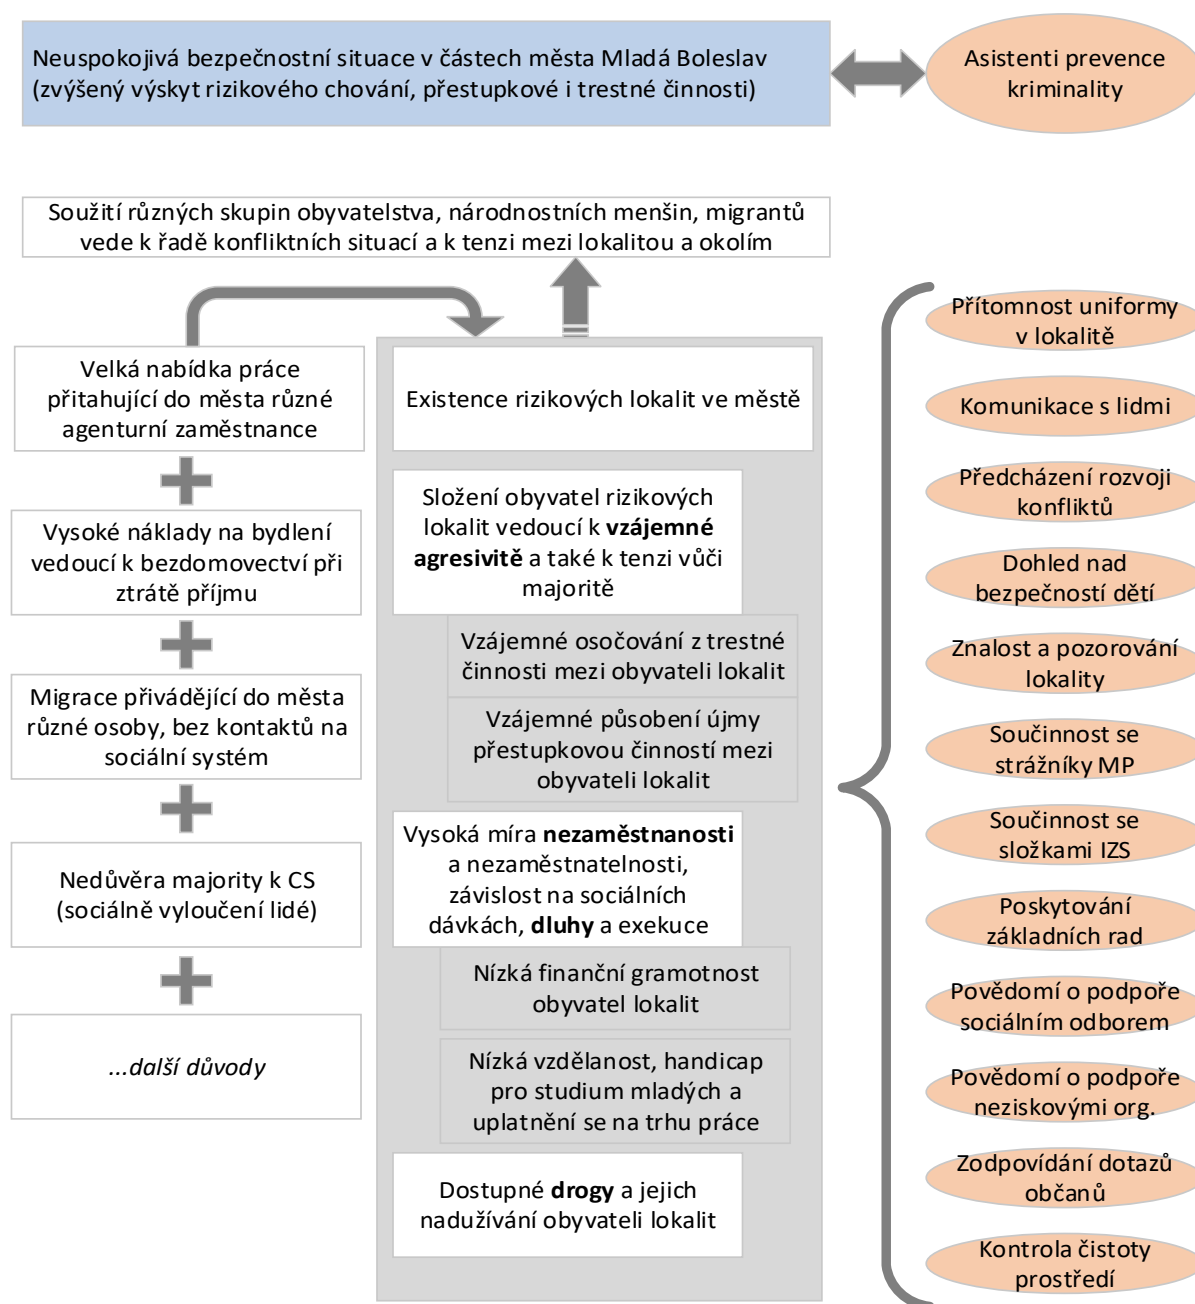 Neuspokojivá bezpečnostní situace v částech města Mladá Boleslav
(zvýšený výskyt rizikového chování, přestupkové i trestné činnosti)
Asistenti prevence
kriminality
Soužití různých skupin obyvatelstva, národnostních menšin, migrantů
vede k řadě konfliktních situací a k tenzi mezi lokalitou a okolím
Velká nabídka práce
přitahující do města různé
agenturní zaměstnance
Vysoké náklady na bydlení
vedoucí k bezdomovectví při
ztrátě příjmu
Migrace přivádějící do města
různé osoby, bez kontaktů na
sociální systém
Nedůvěra majority k CS
(sociálně vyloučení lidé)
...další důvody
Existence rizikových lokalit ve městě
Složení obyvatel rizikových
lokalit vedoucí k vzájemné
agresivitě a také k tenzi vůči
majoritě
Vzájemné osočování z trestné
činnosti mezi obyvateli lokalit
Vzájemné působení újmy
přestupkovou činností mezi
obyvateli lokalit
Vysoká míra nezaměstnanosti
a nezaměstnatelnosti,
závislost na sociálních
dávkách, dluhy a exekuce
Nízká finanční gramotnost
obyvatel lokalit
Nízká vzdělanost, handicap
pro studium mladých a
uplatnění se na trhu práce
Dostupné drogy a jejich
nadužívání obyvateli lokalit
Přítomnost uniformy
v lokalitě
Komunikace s lidmi
Předcházení rozvoji
konfliktů
Dohled nad
bezpečností dětí
Znalost a pozorování
lokality
Součinnost se
strážníky MP
Součinnost se
složkami IZS
Poskytování
základních rad
Povědomí o podpoře
sociálním odborem
Povědomí o podpoře
neziskovými org.
Zodpovídání dotazů
občanů
Kontrola čistoty
prostředí